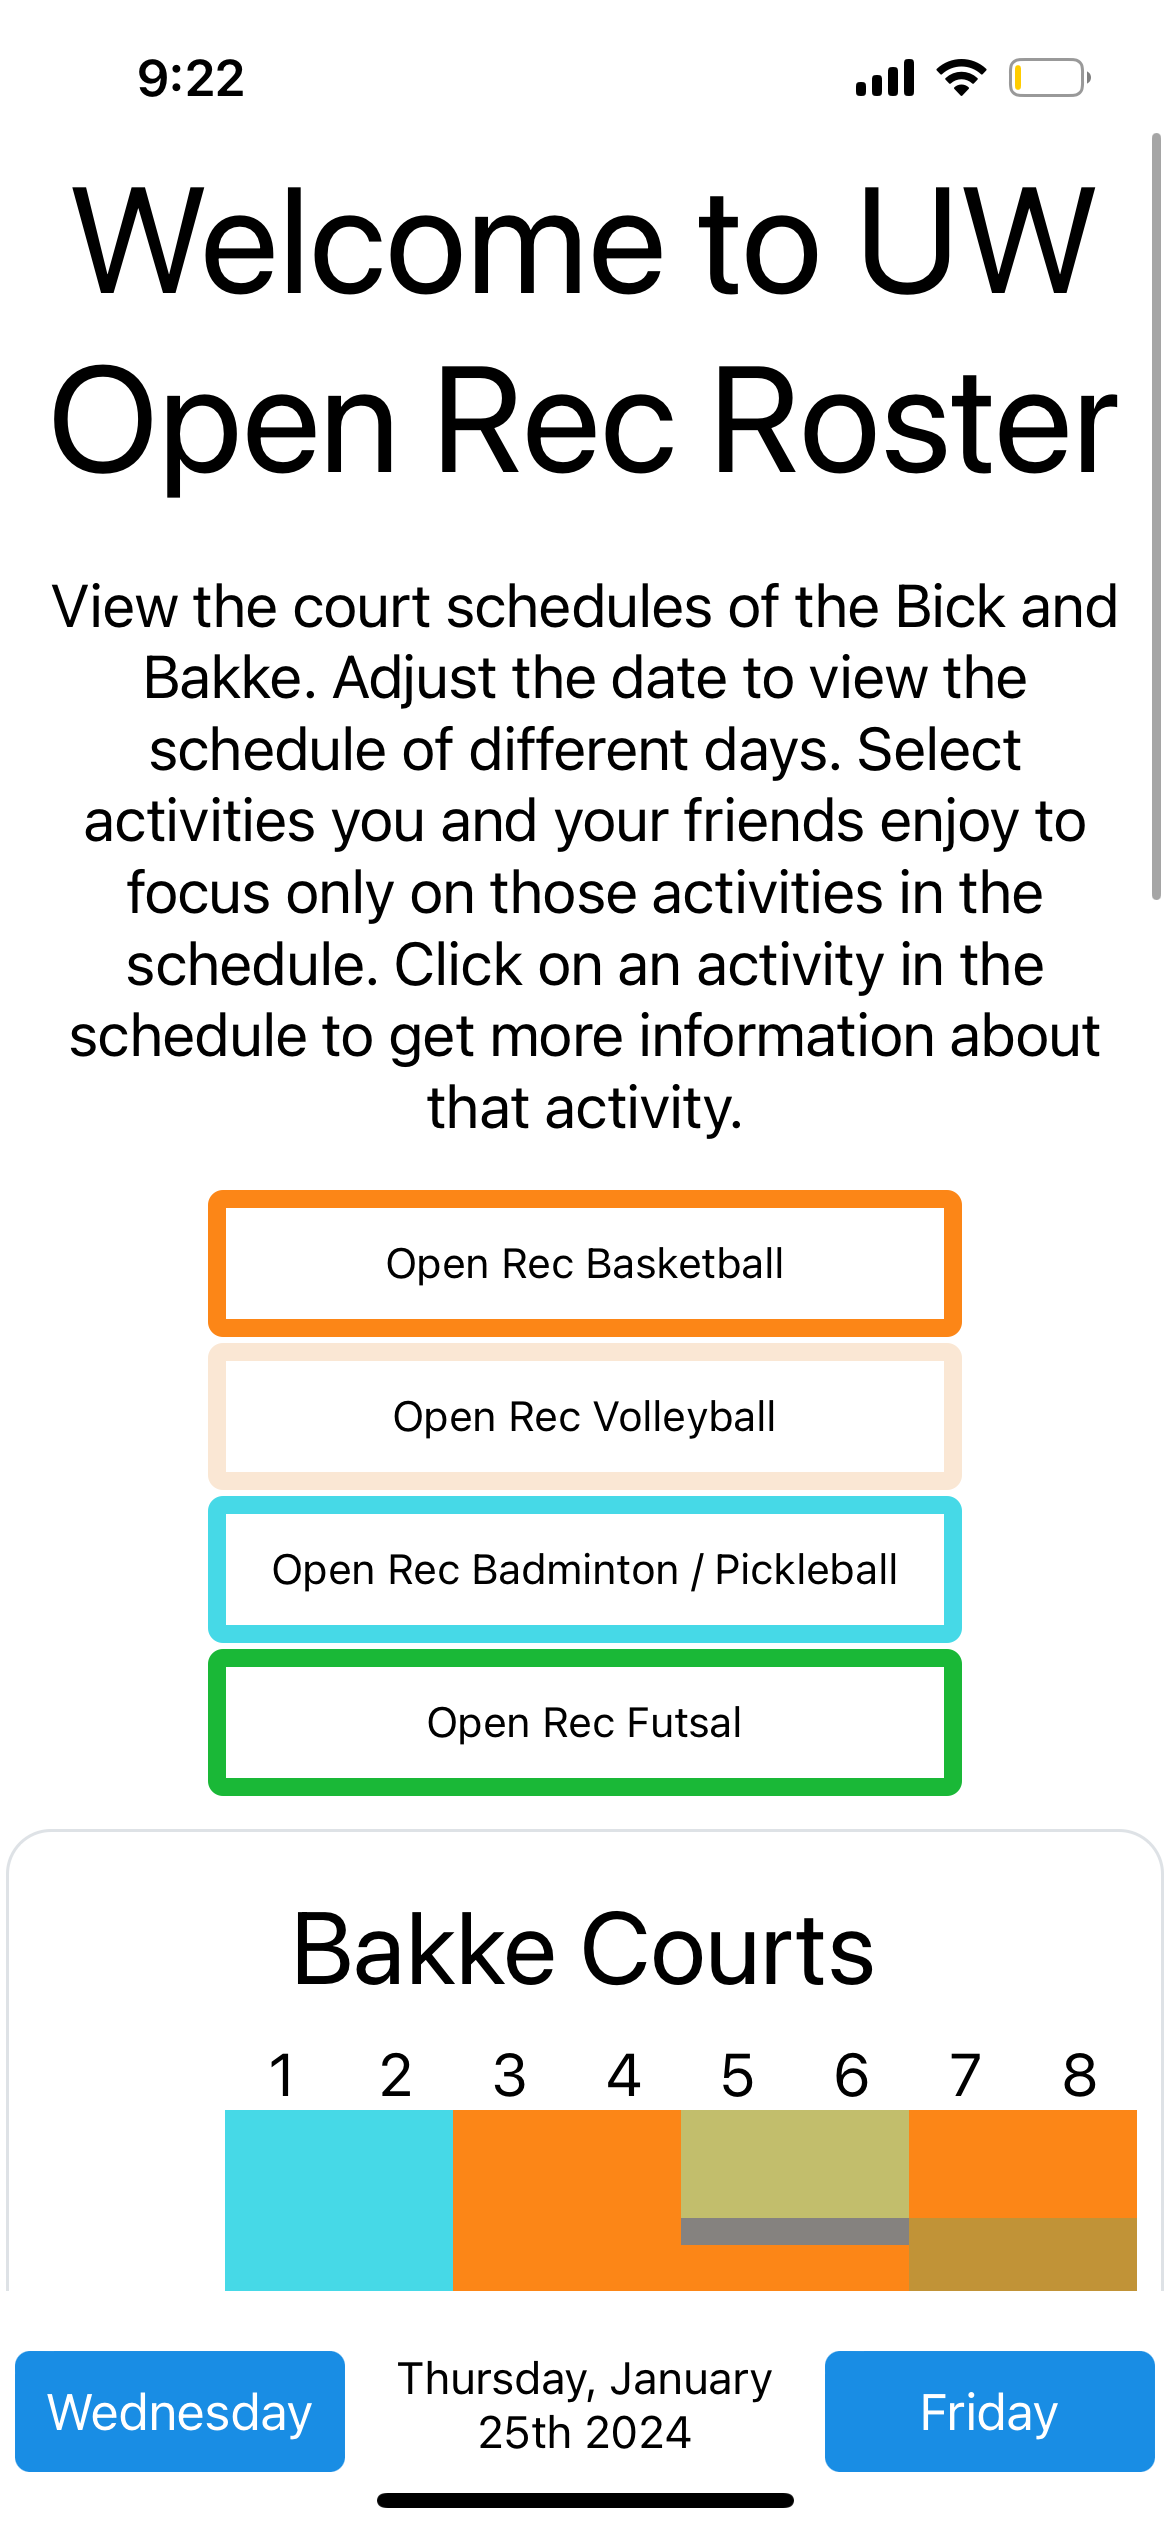 9:22
Welcome to UW
Open Rec Roster
View the court schedules of the Bick and
Bakke. Adjust the date to view the
schedule of different days. Select
activities you and your friends enjoy to
focus only on those activities in the
schedule. Click on an activity in the
schedule to get more information about
that activity.
Open Rec Basketball
Open Rec Volleyball
Open Rec Badminton / Pickleball
Open Rec Futsal
Bakke Courts
1 2 3 4 5 6 7 8
Wednesday
Thursday, January
25th 2024
Friday